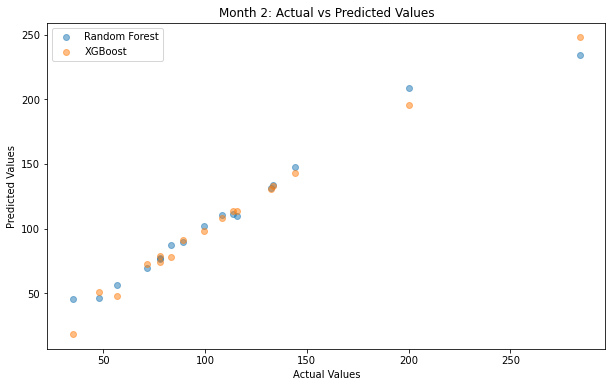 Month 2: Actual vs Predicted Values
Random Forest
XGBoost
250
200
150
100
50
Predicted Values
50
100
150
200
250
Actual Values